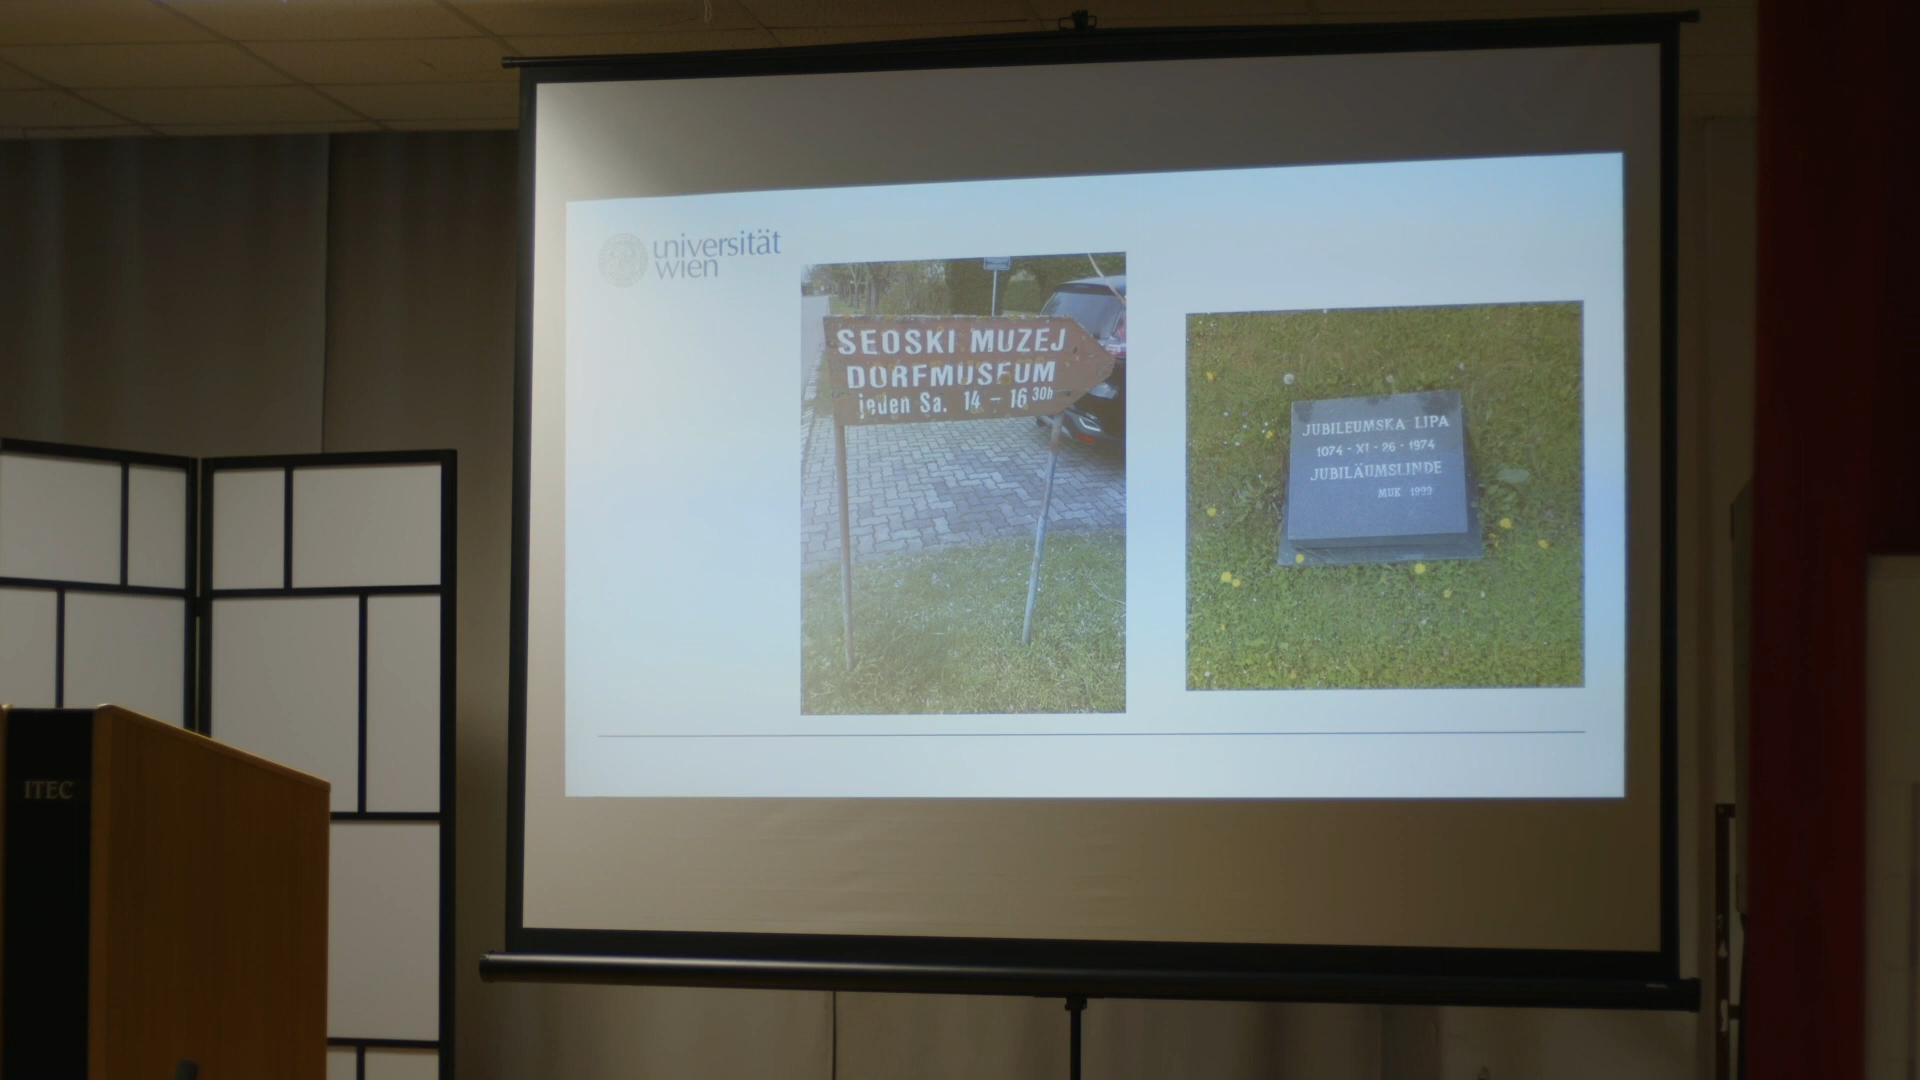 universität
wien
SEOSKI MUZEJ
DORFMUSEUM
jeden Sa. 14 - 16 30h
JUBILEUMSKA LIPA
1074 - XI - 26 - 1974
JUBILÄUMSLINDE
MUK 1999
ITEC